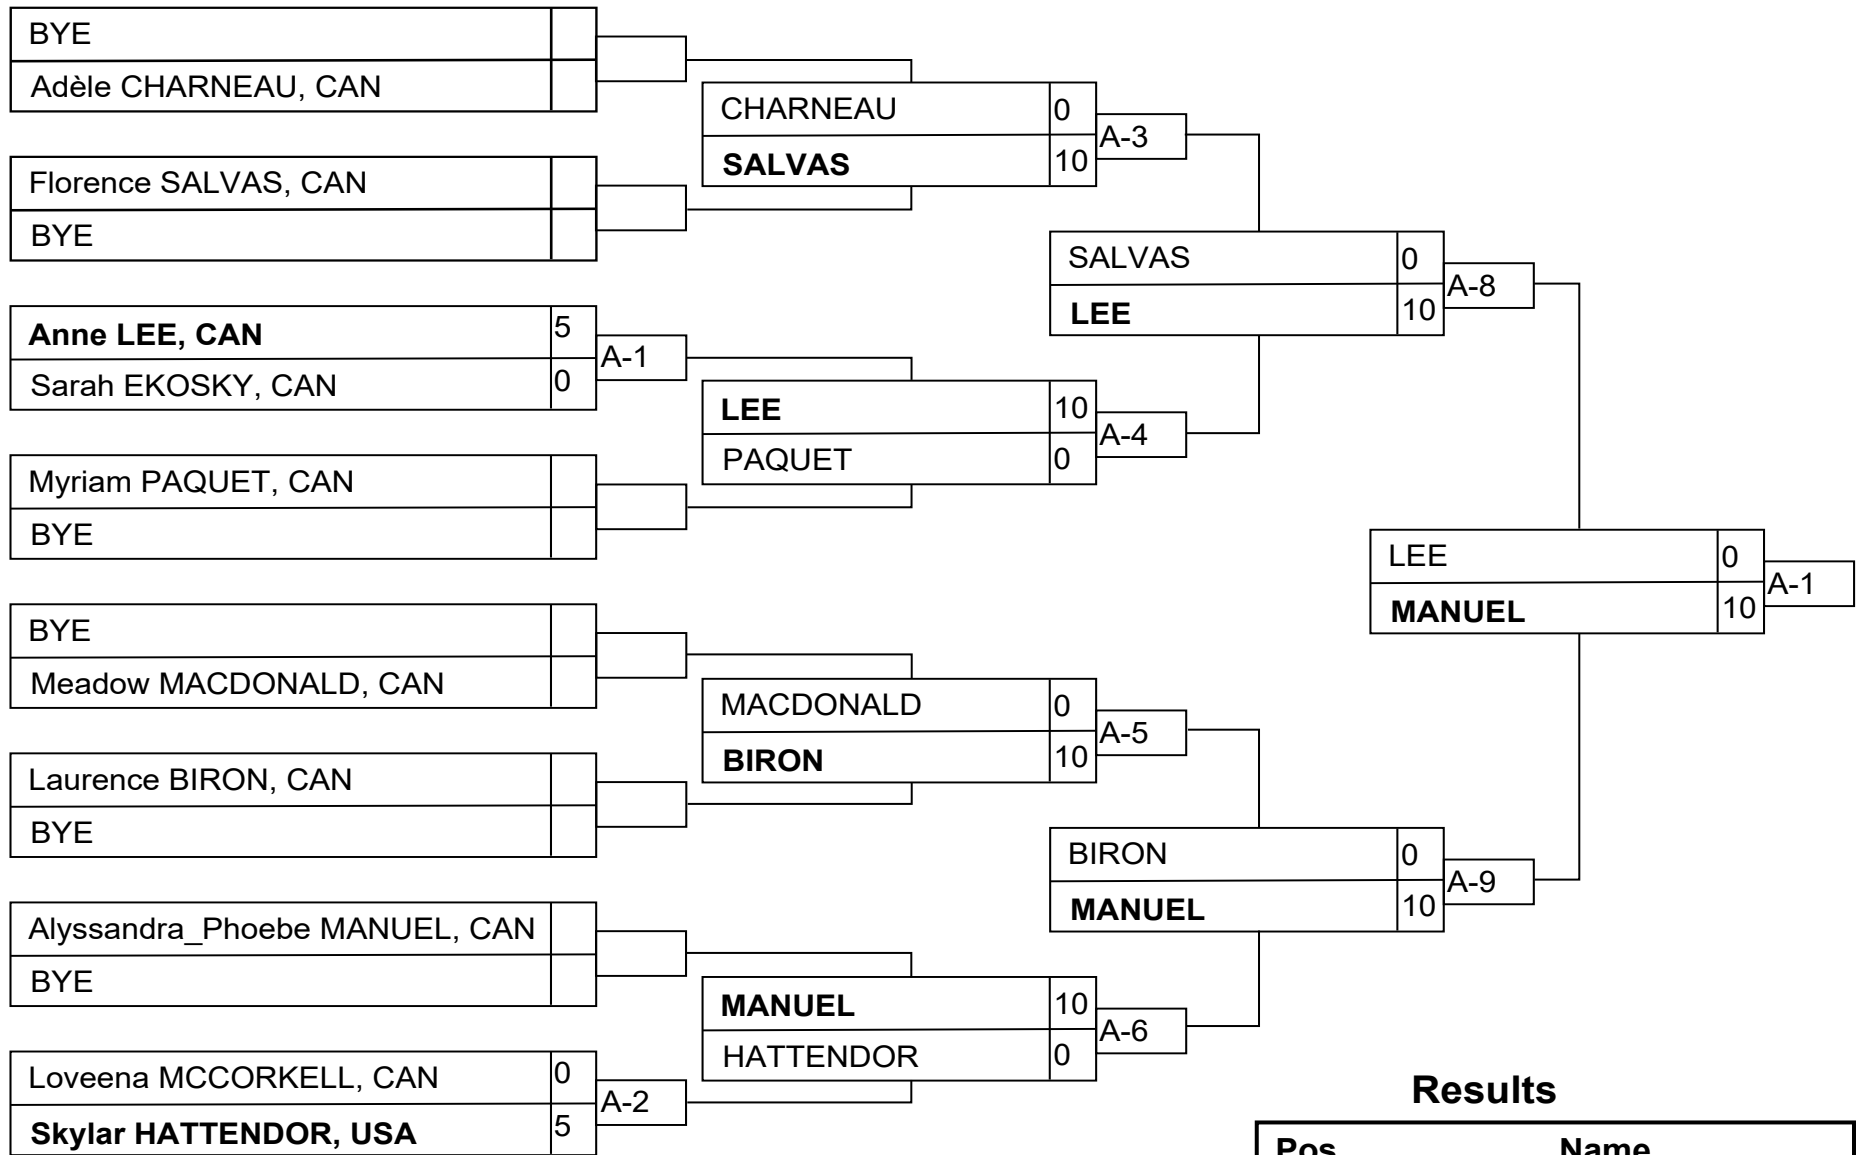 BYE
Adèle CHARNEAU, CAN
Florence SALVAS, CAN
BYE
Anne LEE, CAN 5
Sarah EKOSKY, CAN 0
A-1
Myriam PAQUET, CAN
BYE
BYE
Meadow MACDONALD, CAN
Laurence BIRON, CAN
BYE
Alyssandra_Phoebe MANUEL, CAN
BYE
Loveena MCCORKELL, CAN 0
Skylar HATTENDOR, USA 5
A-2
CHARNEAU 0
SALVAS 10
A-3
LEE 10
PAQUET 0
A-4
MACDONALD 0
BIRON 10
A-5
MANUEL 10
HATTENDOR 0
A-6
SALVAS 0
LEE 10
A-8
BIRON 0
MANUEL 10
A-9
LEE 0
MANUEL 10
A-1
Results
Pos Name